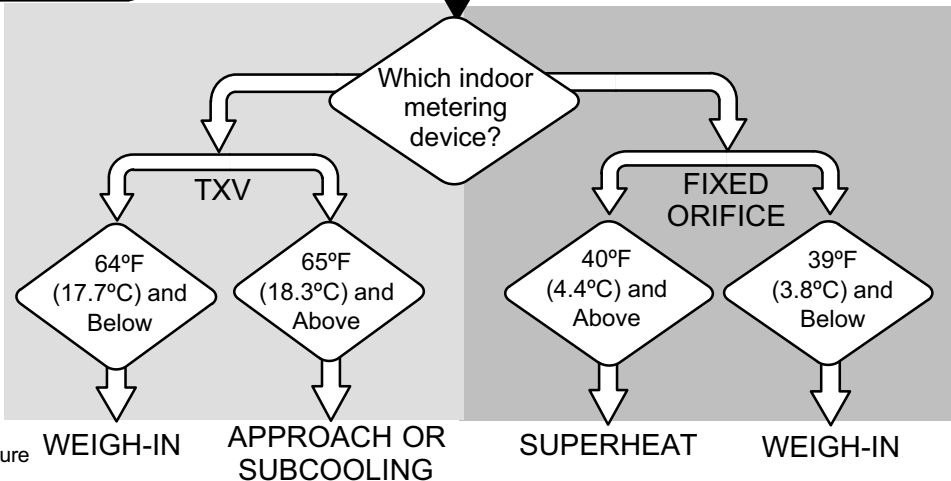 Which indoor
metering
device?
TXV
FIXED
ORIFICE
64ºF
(17.7ºC) and
Below
65ºF
(18.3ºC) and
Above
40ºF
(4.4ºC) and
Above
39ºF
(3.8ºC) and
Below
ure
WEIGH-IN
APPROACH OR
SUBCOOLING
SUPERHEAT
WEIGH-IN